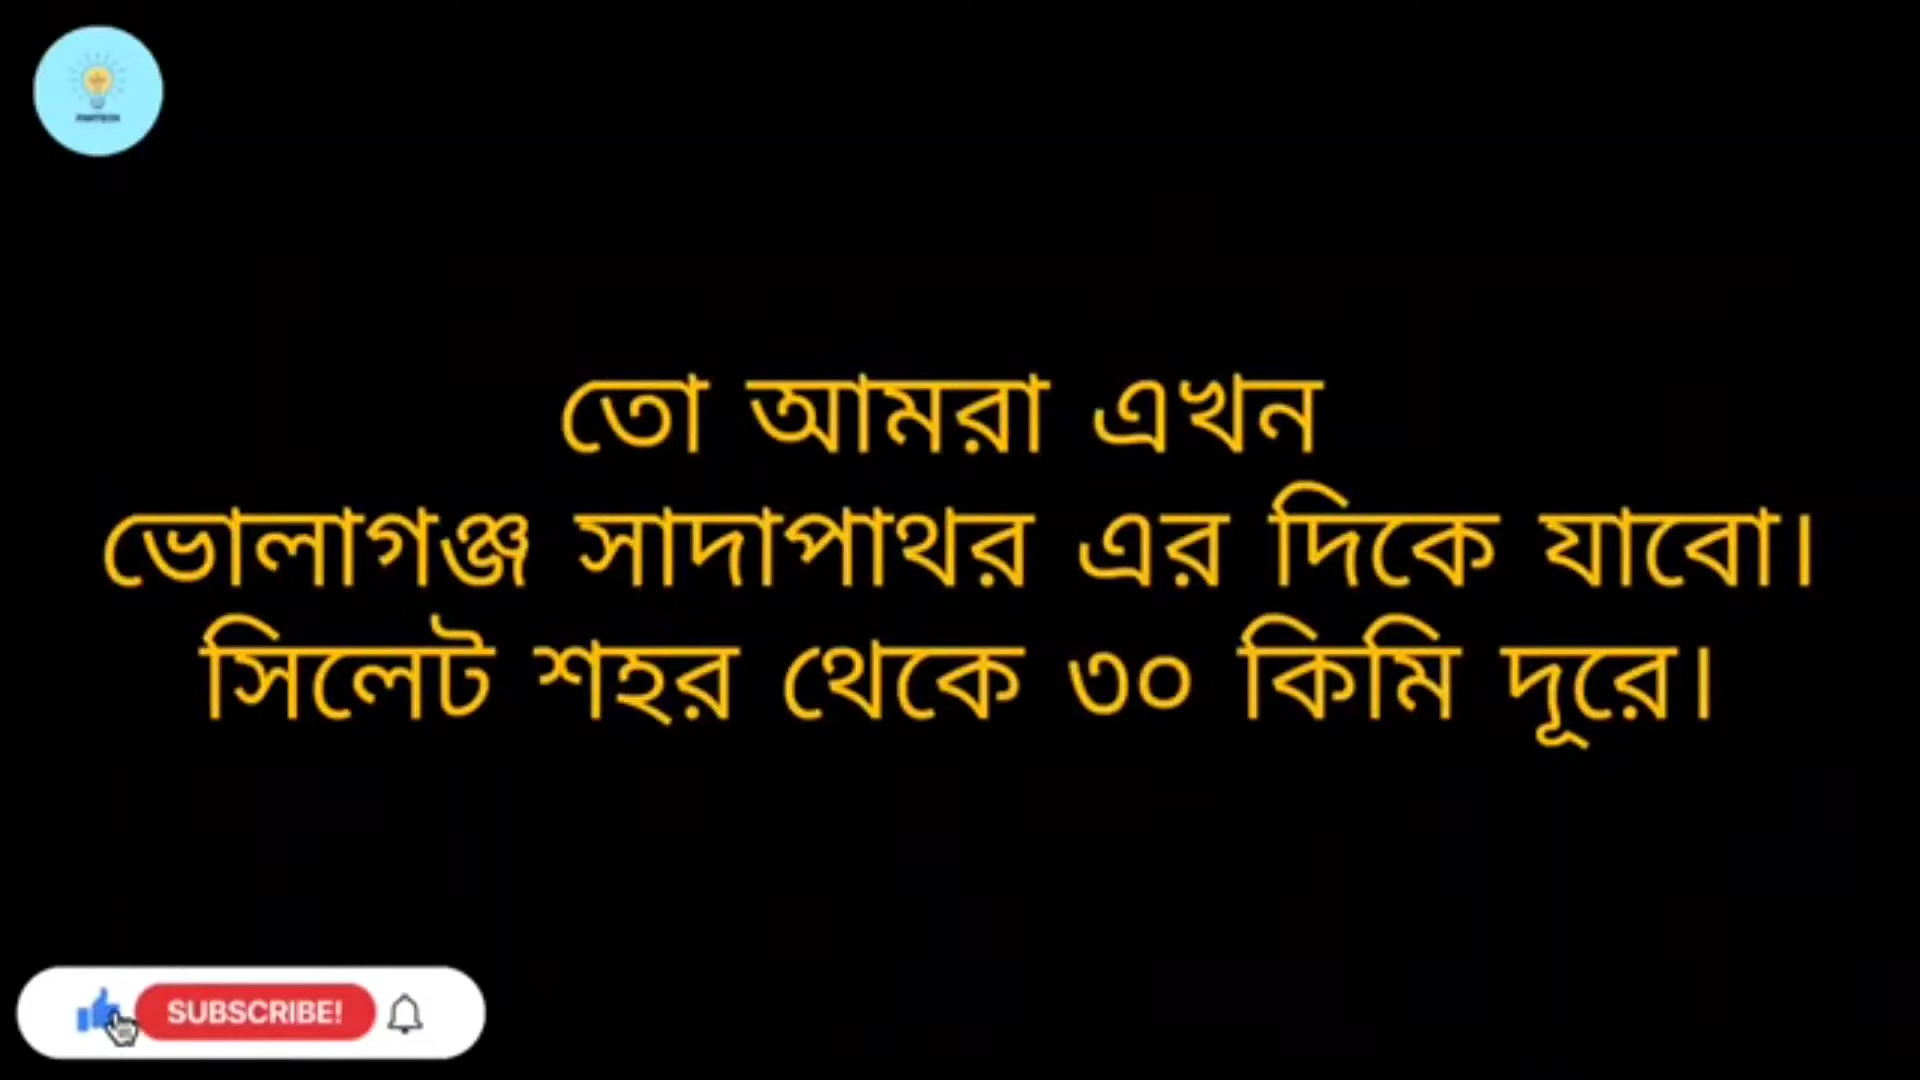 তো আমরা এখন
ভোলাগঞ্জ সাদাপাথর এর দিকে যাবো।
সিলেট শহর থেকে ৩০ কিমি দূরে।
SUBSCRIBE!